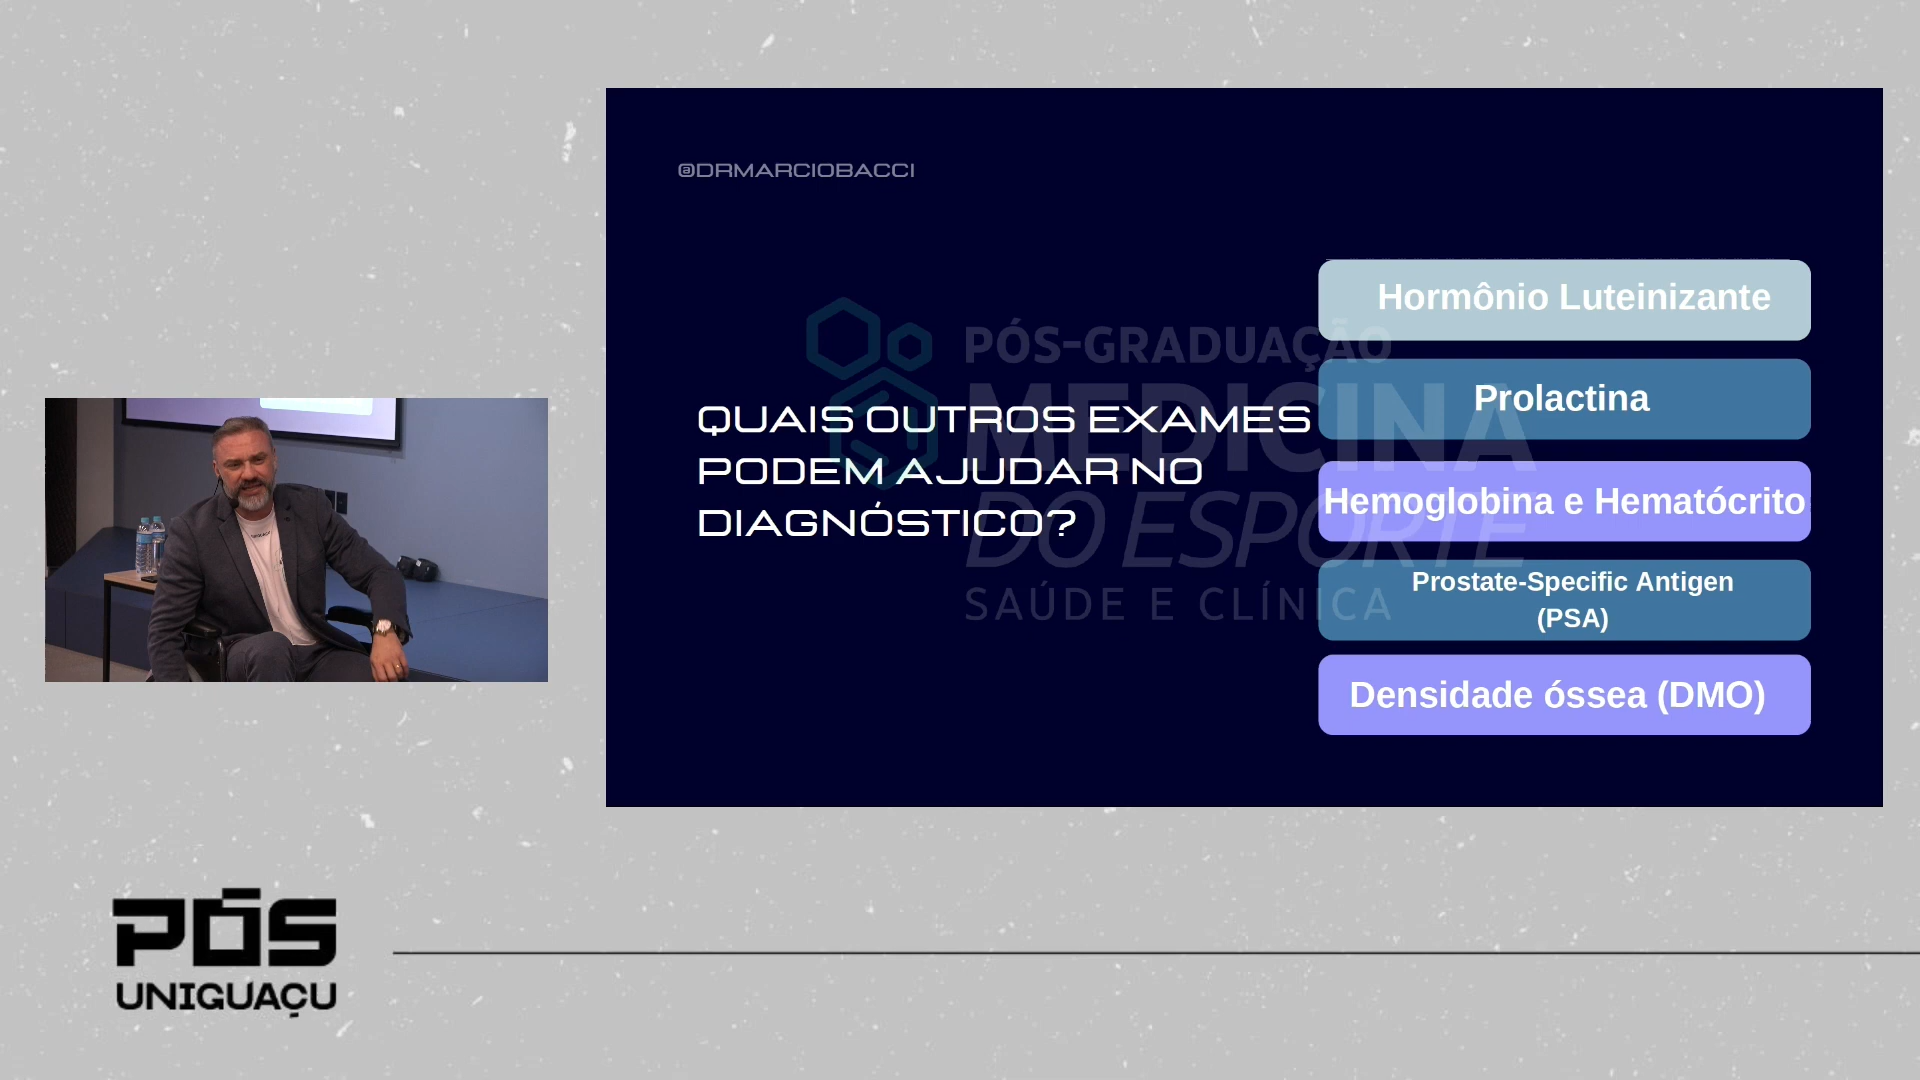 @DRMARCIOBACCI
QUAIS OUTROS EXAMES
PODEM AJUDAR NO
DIAGNÓSTICO?
Hormônio Luteinizante
Prolactina
Hemoglobina e Hematócrito
Prostate-Specific Antigen
(PSA)
Densidade óssea (DMO)
PÓS-GRADUAÇÃO
MEDICINA
DO ESPORTE
SAÚDE E CLÍNICA
PÓS
UNIGUAÇU